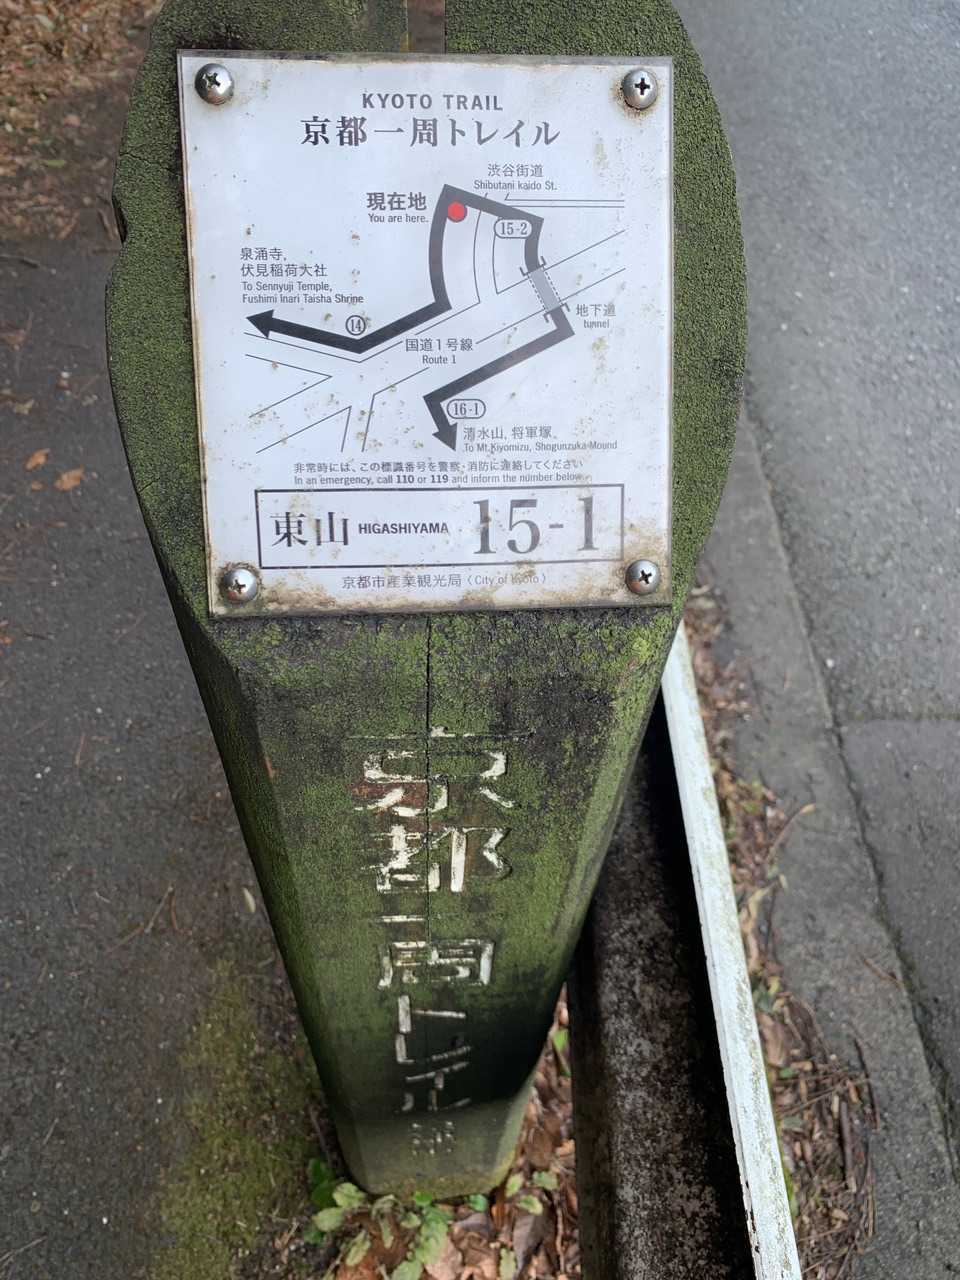 KYOTO TRAIL
京都一周トレイル
渋谷街道
Shibutani kaido St.
現在地
You are here.
15-2
泉涌寺,
伏見稲荷大社
To Sennyuji Temple,
Fushimi Inari Taisha Shrine
14
地下道
tunnel
国道1号線
Route 1
16-1
清水山, 将軍塚
To Mt.Kiyomizu, Shogunzuka-Mound
非常時には、この標識番号を警察・消防に連絡してください
In an emergency, call 110 or 119 and inform the number below.
東山 HIGASHIYAMA 15-1
京都市産業観光局 (City of Kyoto)
京都一周トレイル